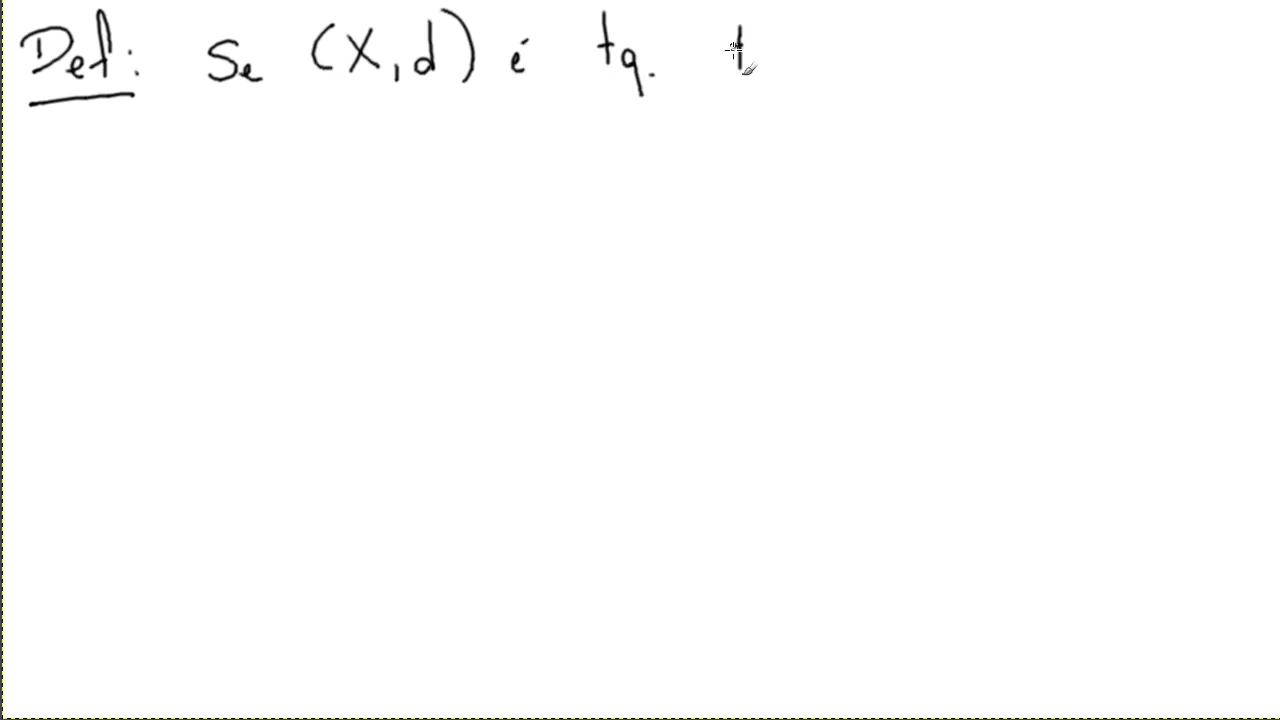 Def: Se (X,d) é tq. t